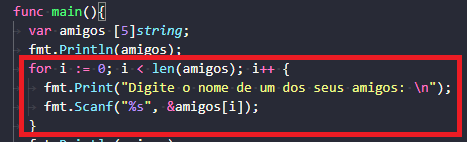 func main(){
var amigos [5]string;
fmt.Println(amigos);
for i := 0; i < len(amigos); i++ {
fmt.Print("Digite o nome de um dos seus amigos: \n");
fmt.Scanf("%s", &amigos[i]);
}